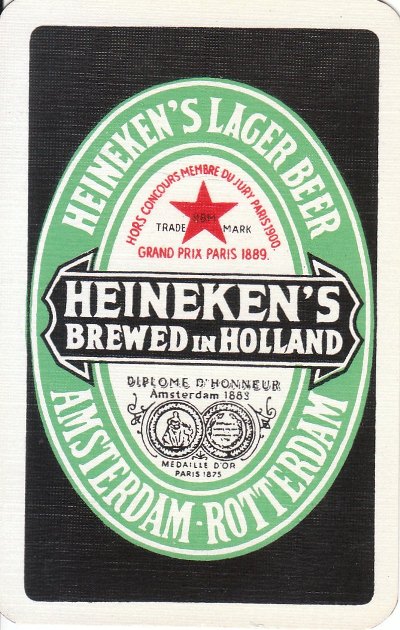 HEINEKEN'S LAGER BEER
HORS CONCOURS MEMBRE DU JURY PARIS 1900.
HBM
TRADE MARK
GRAND PRIX PARIS 1889.
HEINEKEN'S
BREWED IN HOLLAND
DIPLOME D'HONNEUR
Amsterdam 1883
MEDAILLE D'OR
PARIS 1875
AMSTERDAM - ROTTERDAM